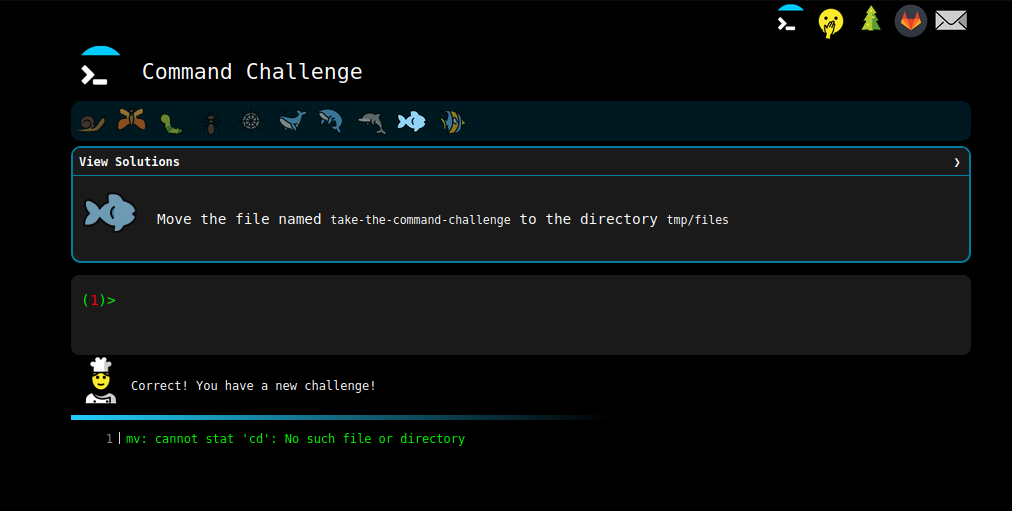 Command Challenge
View Solutions ❯
Move the file named take-the-command-challenge to the directory tmp/files
(1)>
Correct! You have a new challenge!
1 mv: cannot stat 'cd': No such file or directory